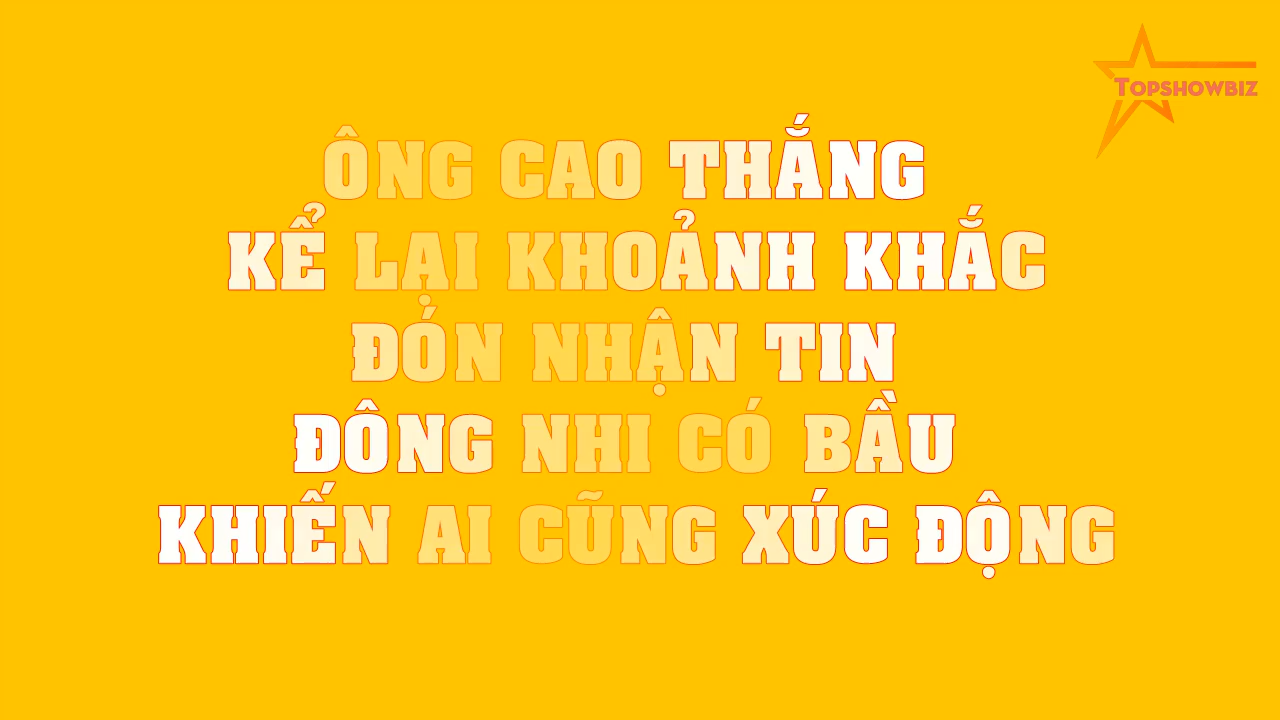 TOPSHOWBIZ
ÔNG CAO THẮNG
KỂ LẠI KHOẢNH KHẮC
ĐÓN NHẬN TIN
ĐÔNG NHI CÓ BẦU
KHIẾN AI CŨNG XÚC ĐỘNG